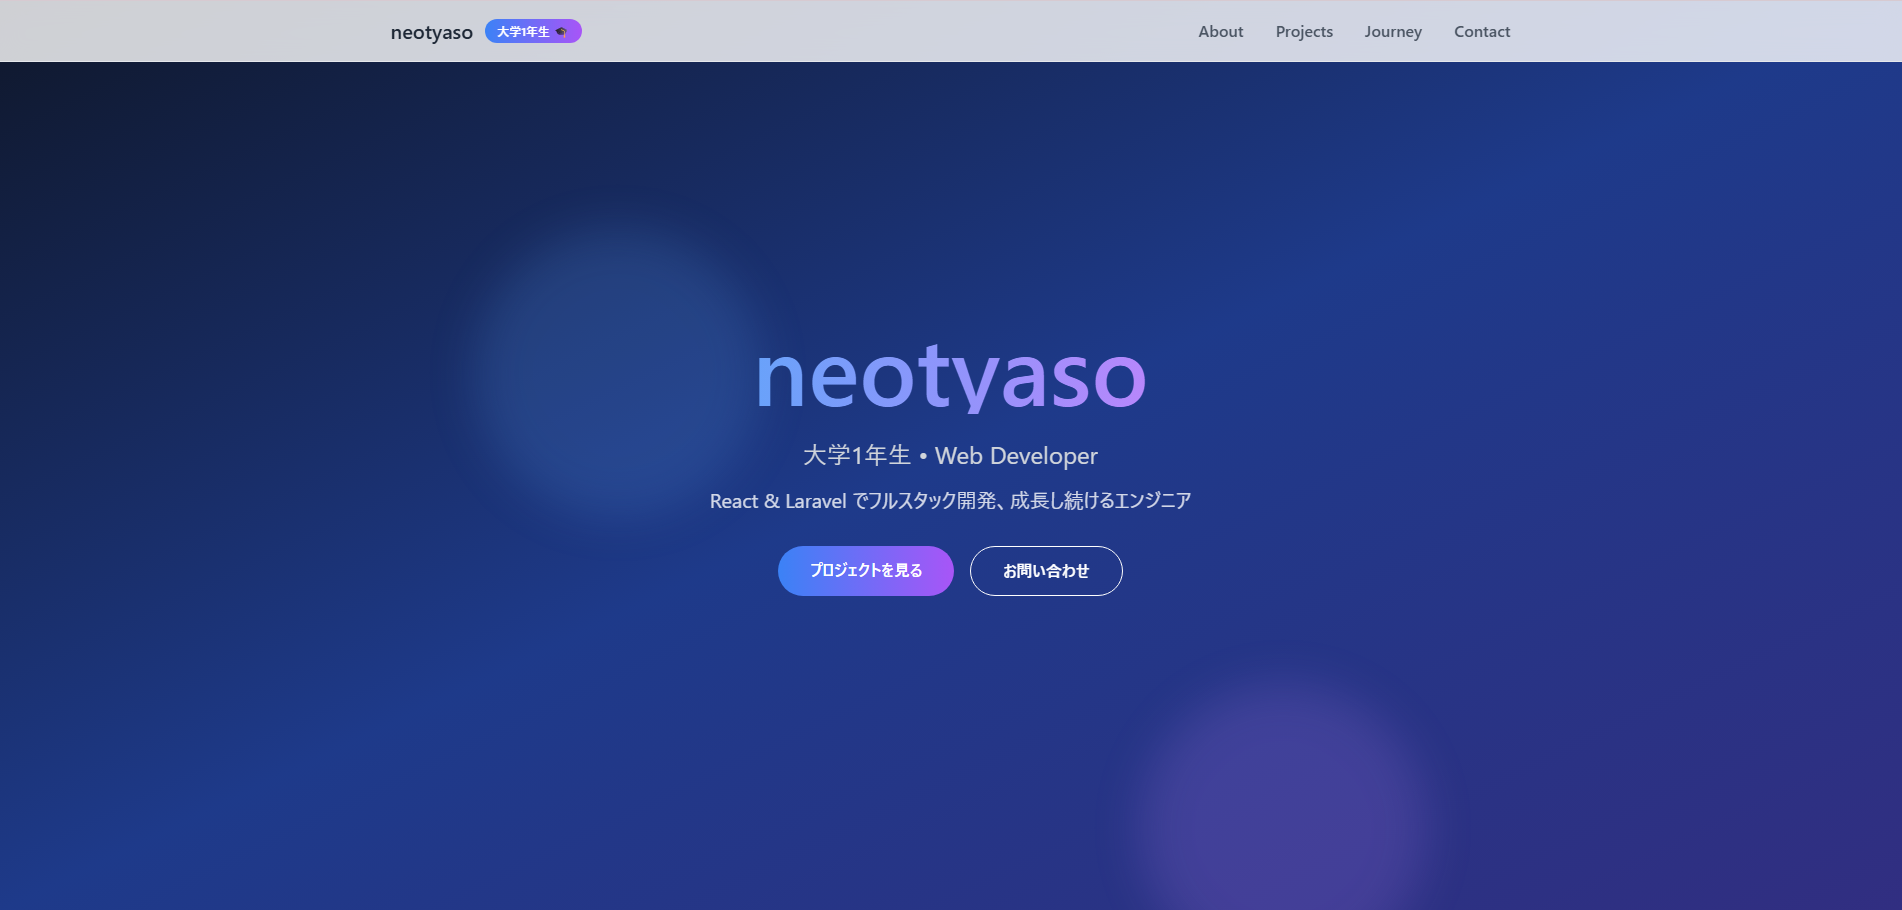 neotyaso
大学1年生 🎓
About Projects Journey Contact
neotyaso
大学1年生 • Web Developer
React & Laravel でフルスタック開発、成長し続けるエンジニア
プロジェクトを見る
お問い合わせ